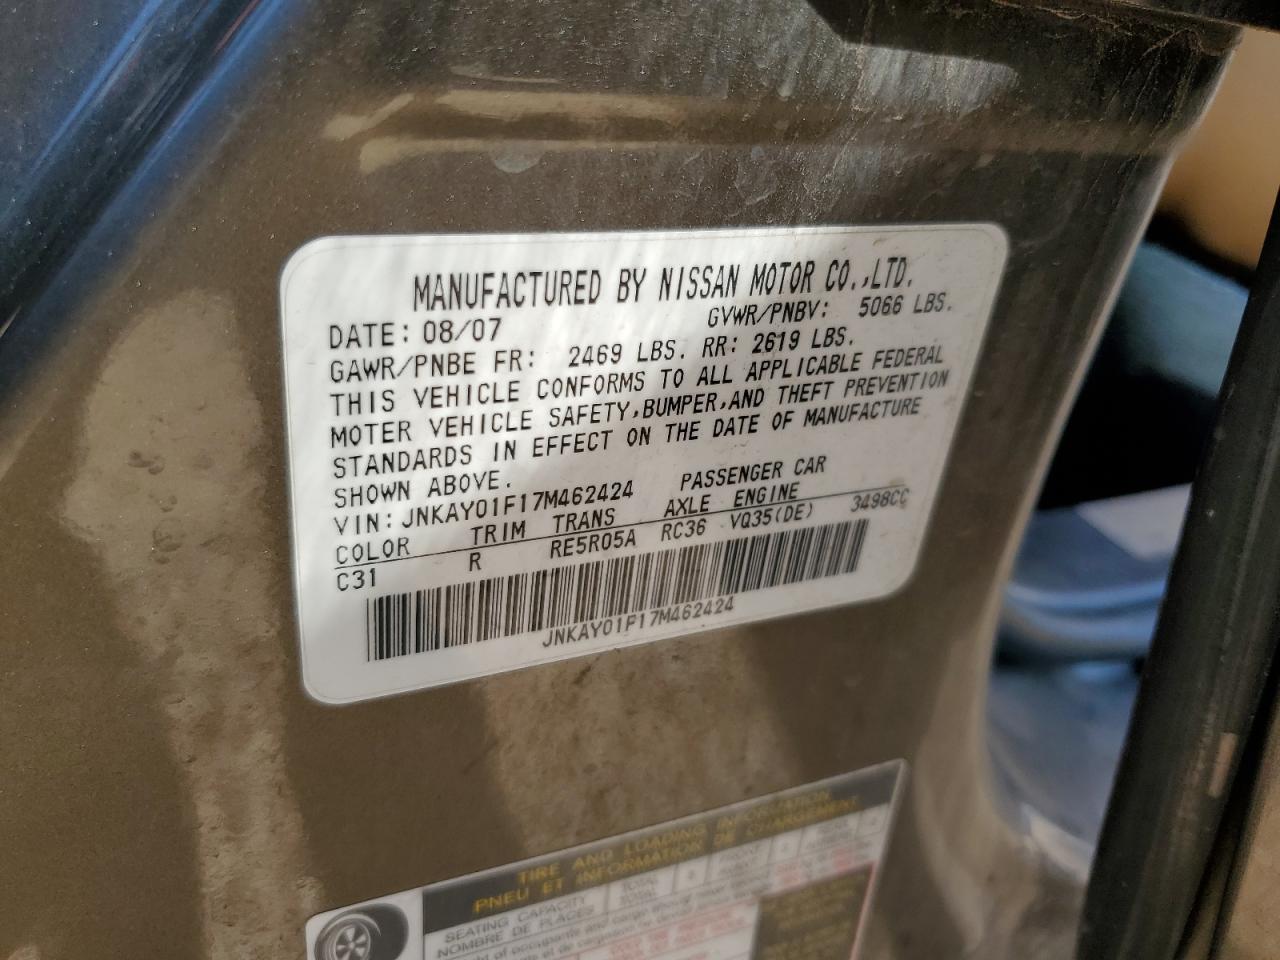 MANUFACTURED BY NISSAN MOTOR CO.,LTD.
DATE: 08/07 GVWR/PNBV: 5066 LBS.
GAWR/PNBE FR: 2469 LBS. RR: 2619 LBS.
THIS VEHICLE CONFORMS TO ALL APPLICABLE FEDERAL
MOTER VEHICLE SAFETY,BUMPER,AND THEFT PREVENTION
STANDARDS IN EFFECT ON THE DATE OF MANUFACTURE
SHOWN ABOVE.
VIN: JNKAY01F17M462424 PASSENGER CAR
COLOR TRIM TRANS AXLE ENGINE
C31 R RE5R05A RC36 VQ35(DE) 3498CC
JNKAY01F17M462424
TIRE AND LOADING INFORMATION
PNEU ET INFORMATION DE CHARGEMENT
SEATING CAPACITY
NOMBRE DE PLACES